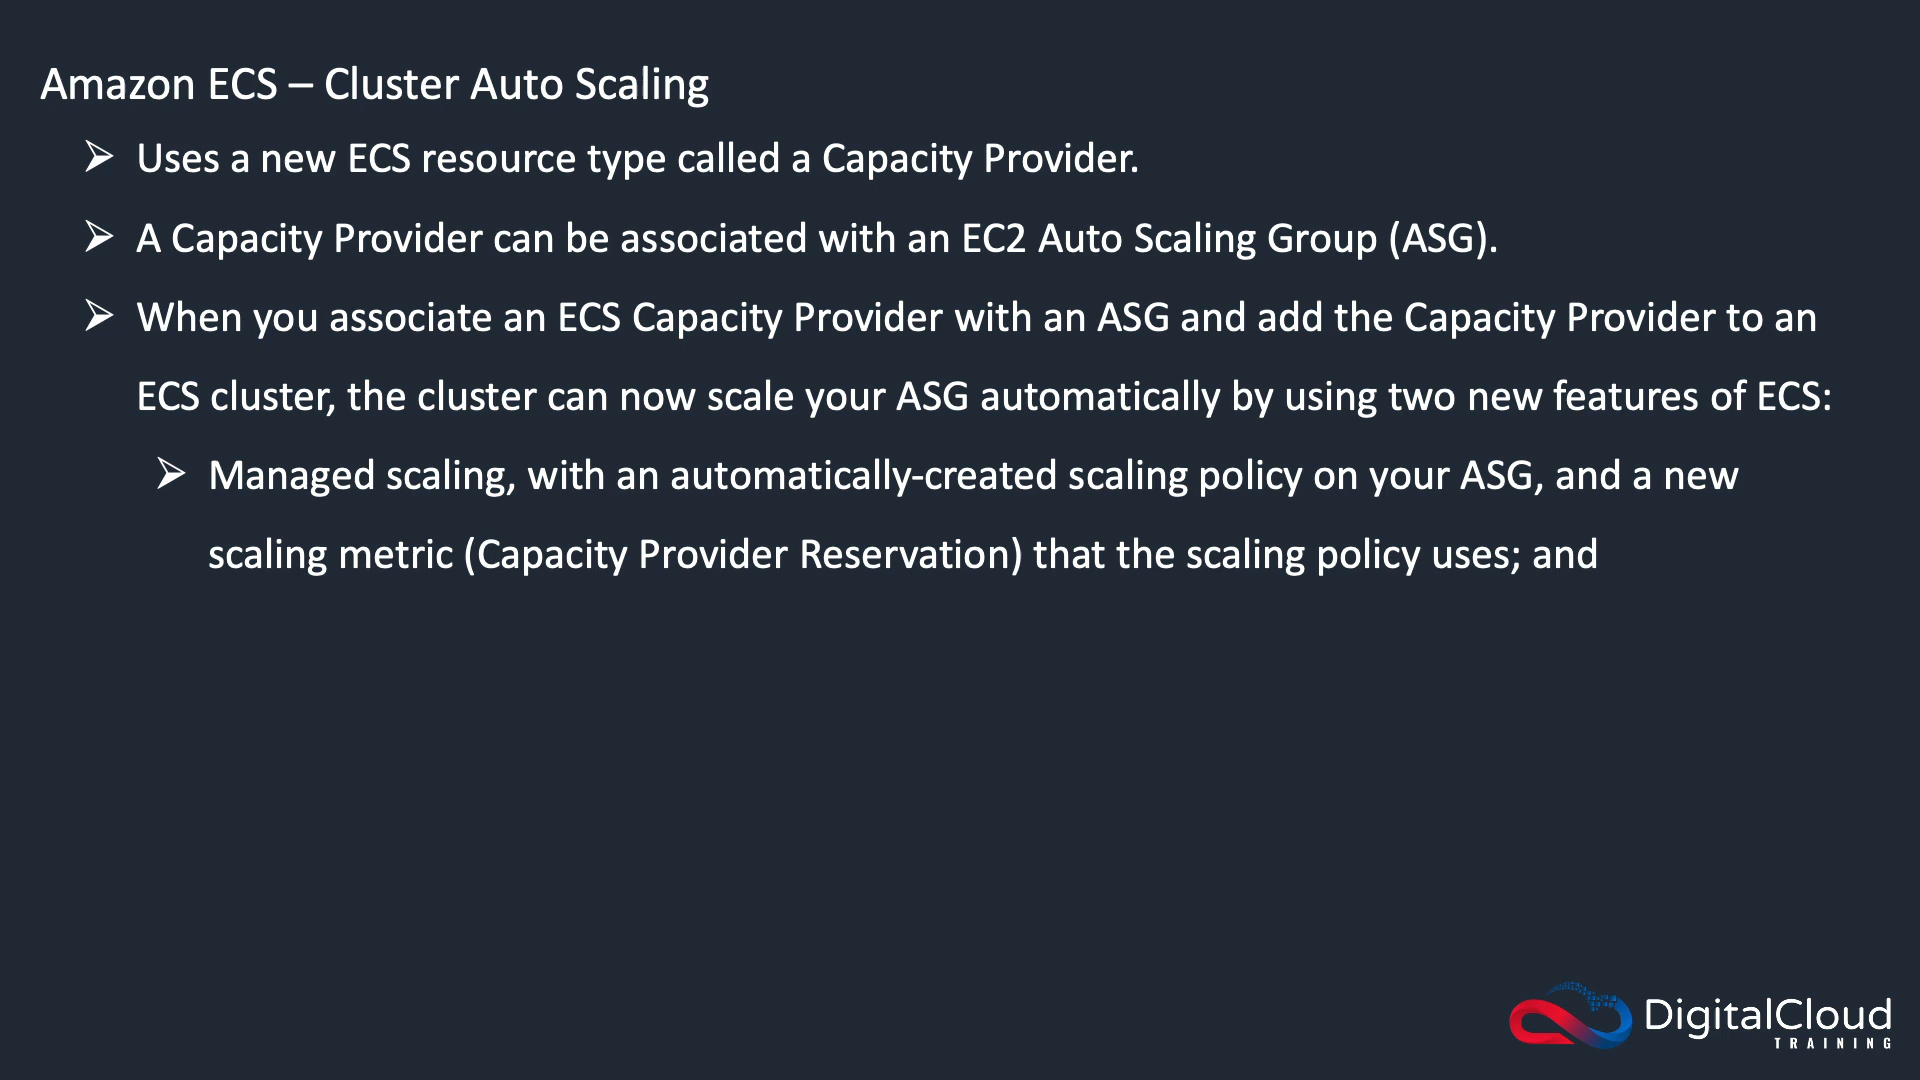 Amazon ECS – Cluster Auto Scaling
➢ Uses a new ECS resource type called a Capacity Provider.
➢ A Capacity Provider can be associated with an EC2 Auto Scaling Group (ASG).
➢ When you associate an ECS Capacity Provider with an ASG and add the Capacity Provider to an
ECS cluster, the cluster can now scale your ASG automatically by using two new features of ECS:
➢ Managed scaling, with an automatically-created scaling policy on your ASG, and a new
scaling metric (Capacity Provider Reservation) that the scaling policy uses; and
DigitalCloud
TRAINING